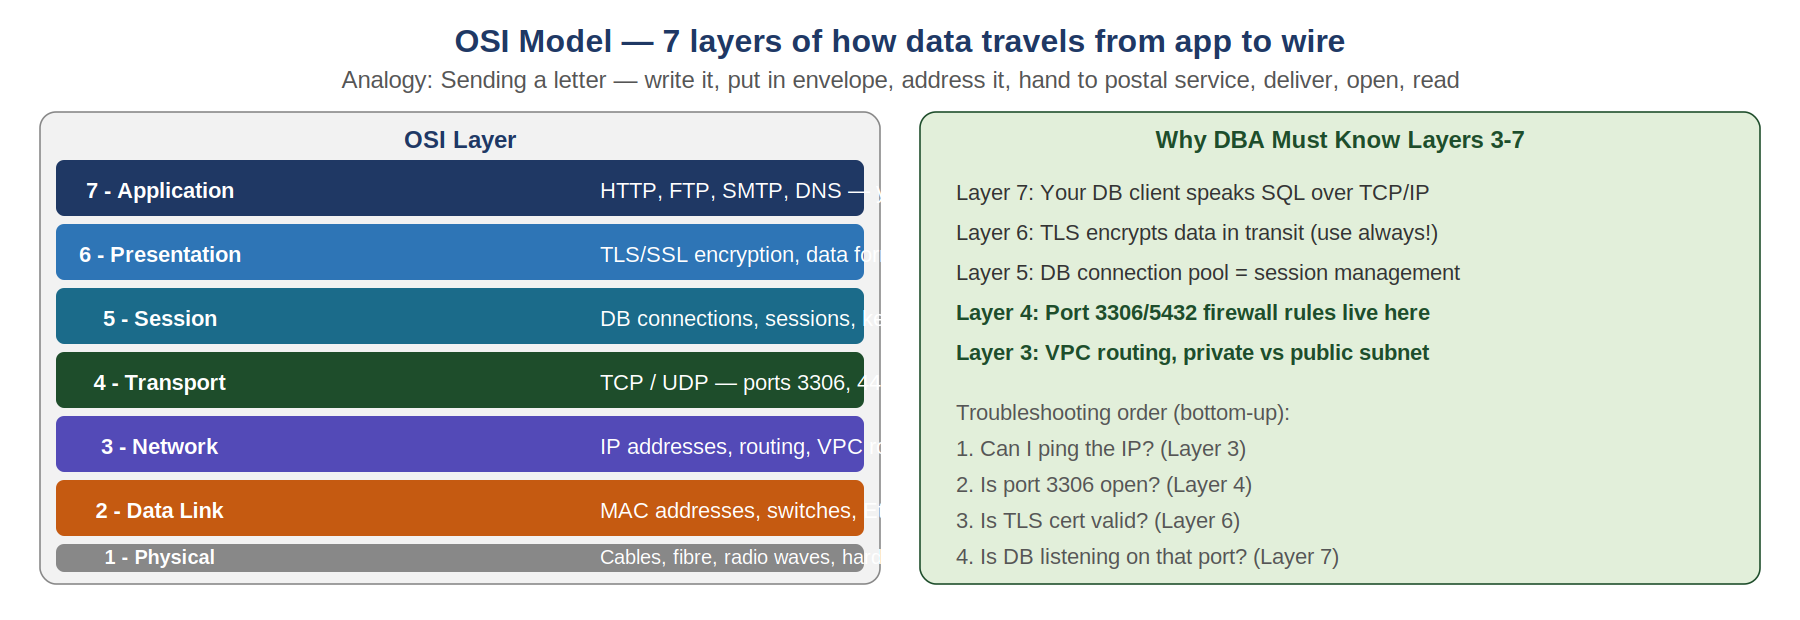 OSI Model — 7 layers of how data travels from app to wire
Analogy: Sending a letter — write it, put in envelope, address it, hand to postal service, deliver, open, read
OSI Layer
7 - Application
HTTP, FTP, SMTP, DNS —
6 - Presentation
TLS/SSL encryption, data
5 - Session
DB connections, sessions,
4 - Transport
TCP / UDP — ports 3306,
3 - Network
IP addresses, routing, VPC
2 - Data Link
MAC addresses, switches,
1 - Physical
Cables, fibre, radio waves,
Why DBA Must Know Layers 3-7
Layer 7: Your DB client speaks SQL over TCP/IP
Layer 6: TLS encrypts data in transit (use always!)
Layer 5: DB connection pool = session management
Layer 4: Port 3306/5432 firewall rules live here
Layer 3: VPC routing, private vs public subnet
Troubleshooting order (bottom-up):
1. Can I ping the IP? (Layer 3)
2. Is port 3306 open? (Layer 4)
3. Is TLS cert valid? (Layer 6)
4. Is DB listening on that port? (Layer 7)